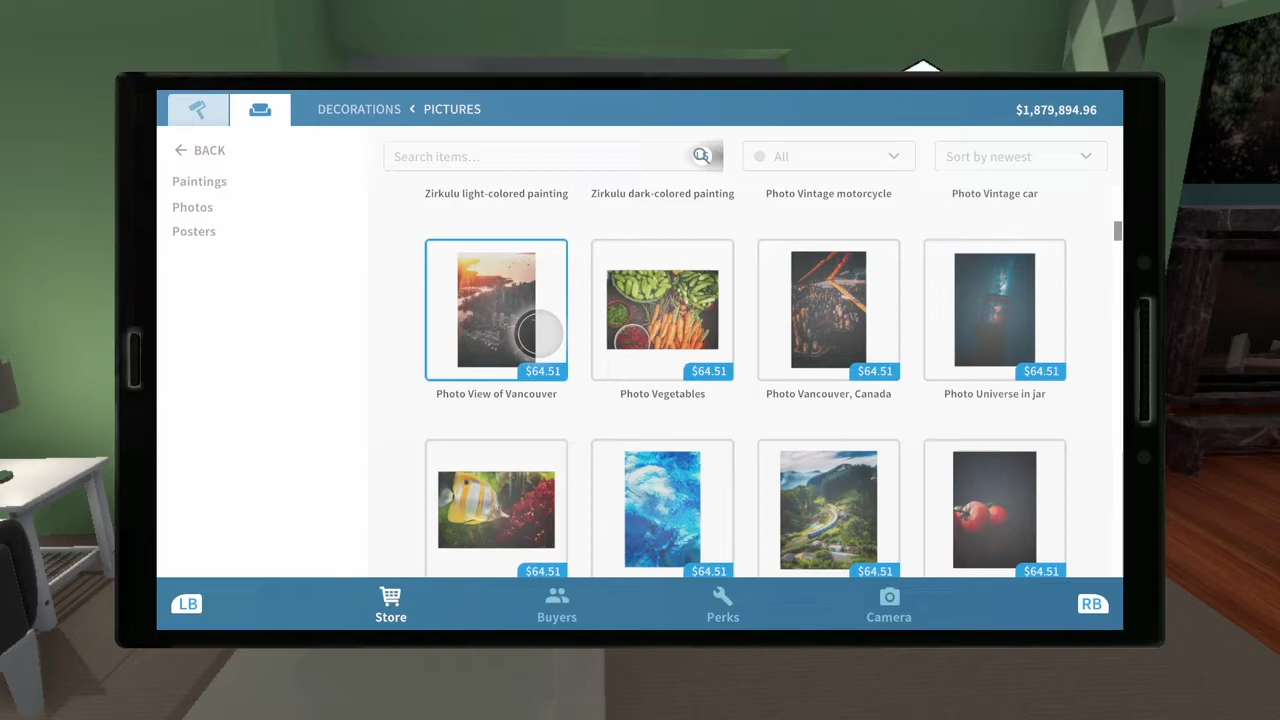 DECORATIONS < PICTURES
$1,879,894.96
BACK
Search items...
LS
All
Sort by newest
Paintings
Photos
Posters
Zirkulu light-colored painting
Zirkulu dark-colored painting
Photo Vintage motorcycle
Photo Vintage car
$64.51
$64.51
$64.51
$64.51
Photo View of Vancouver
Photo Vegetables
Photo Vancouver, Canada
Photo Universe in jar
$64.51
$64.51
$64.51
$64.51
LB
Store
Buyers
Perks
Camera
RB